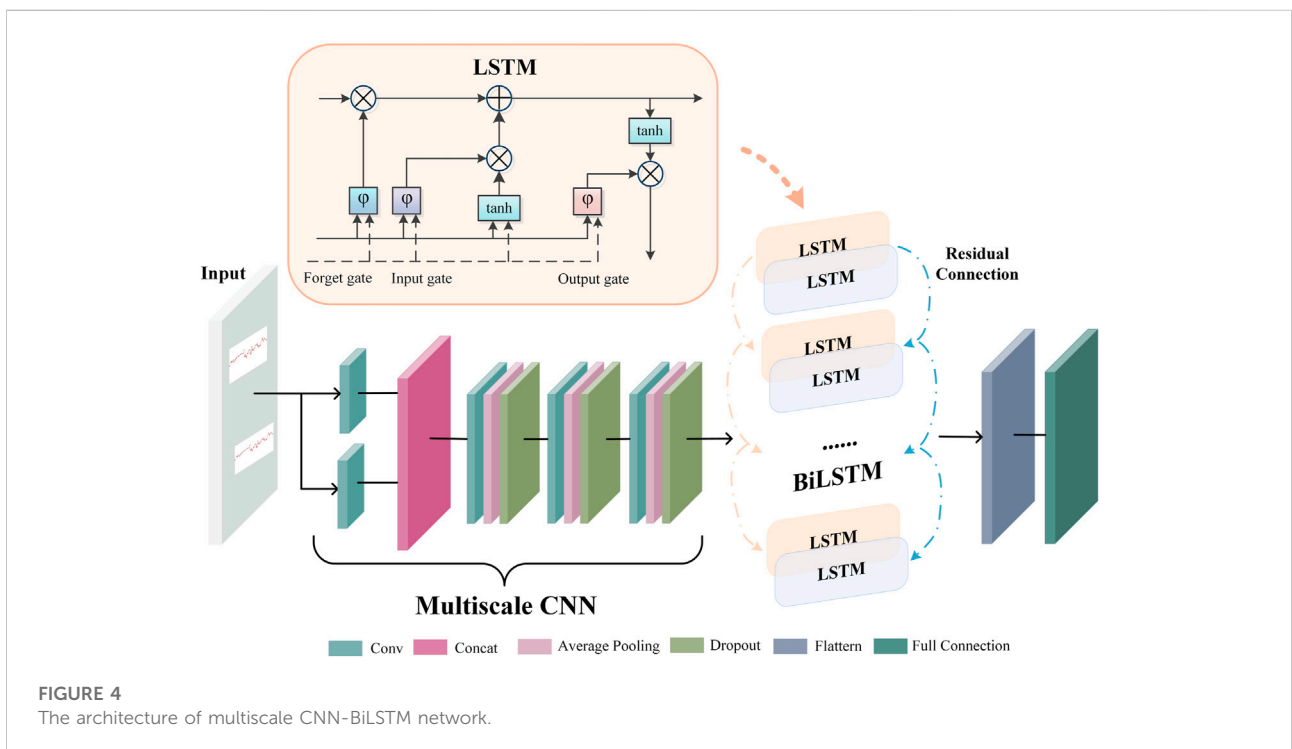 LSTM
tanh
φ
φ
tanh
φ
Forget gate
Input gate
Output gate
Input
LSTM
LSTM
Residual
Connection
LSTM
LSTM
......
BiLSTM
LSTM
LSTM
Multiscale CNN
Conv
Concat
Average Pooling
Dropout
Flattern
Full Connection
FIGURE 4
The architecture of multiscale CNN-BiLSTM network.